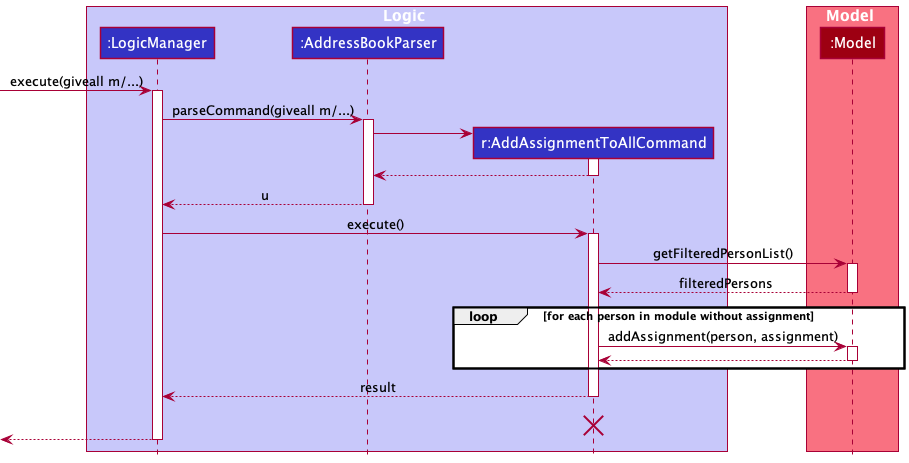 Logic
Model
:LogicManager
:AddressBookParser
:Model
execute(giveall m/...)
parseCommand(giveall m/...)
r:AddAssignmentToAllCommand
u
execute()
getFilteredPersonList()
filteredPersons
loop
[for each person in module without assignment]
addAssignment(person, assignment)
result